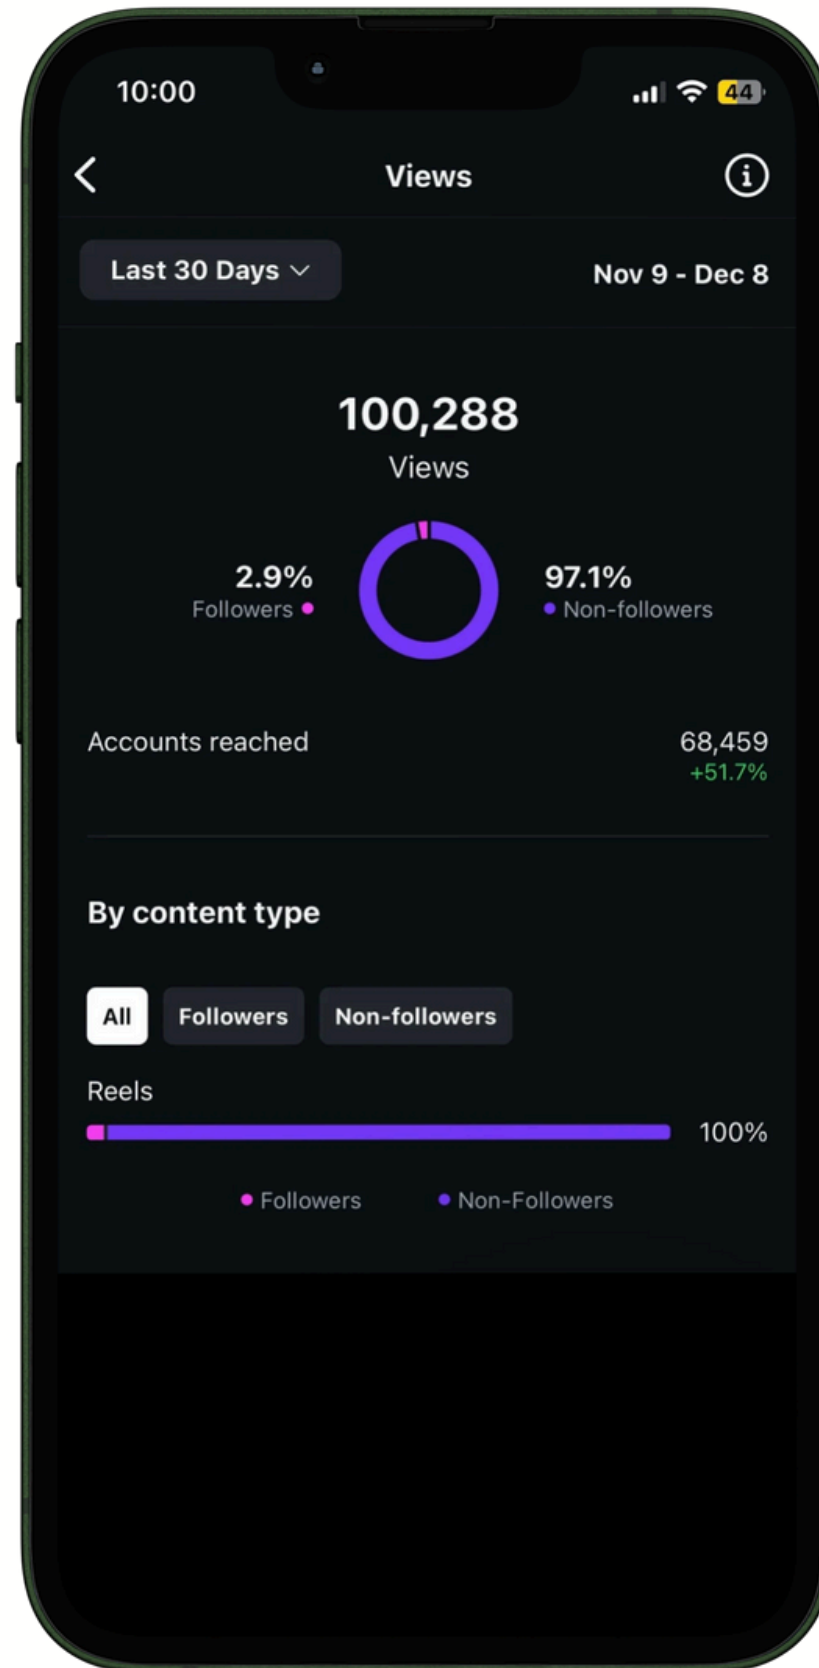 10:00
44
Views
Last 30 Days
Nov 9 - Dec 8
100,288
Views
2.9%
Followers
97.1%
Non-followers
Accounts reached
68,459
+51.7%
By content type
All
Followers
Non-followers
Reels
100%
Followers
Non-Followers